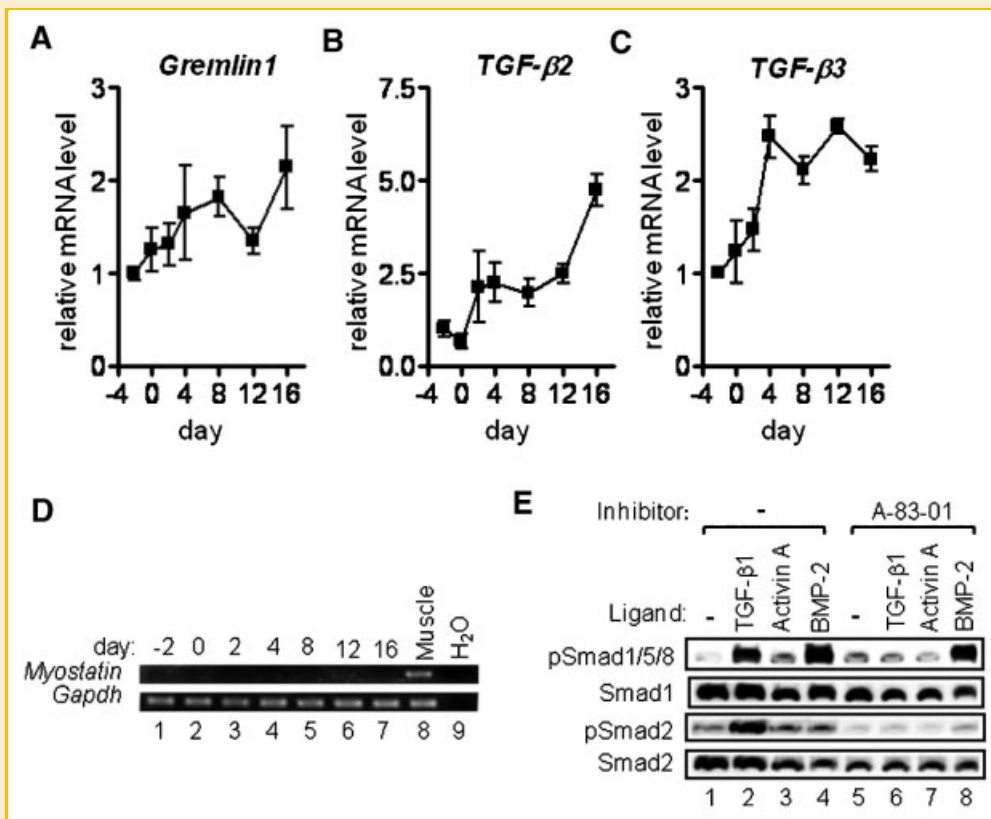 A
Gremlin1
3
2
1
0
relative mRNA level
-4 0 4 8 12 16
day
B
TGF-β2
7.5
5.0
2.5
0.0
relative mRNA level
-4 0 4 8 12 16
day
C
TGF-β3
3
2
1
0
relative mRNA level
-4 0 4 8 12 16
day
D
day: -2 0 2 4 8 12 16 Muscle H₂O
Myostatin
Gapdh
1 2 3 4 5 6 7 8 9
E
Inhibitor: - A-83-01
Ligand: - TGF-β1 Activin A BMP-2 - TGF-β1 Activin A BMP-2
pSmad1/5/8
Smad1
pSmad2
Smad2
1 2 3 4 5 6 7 8